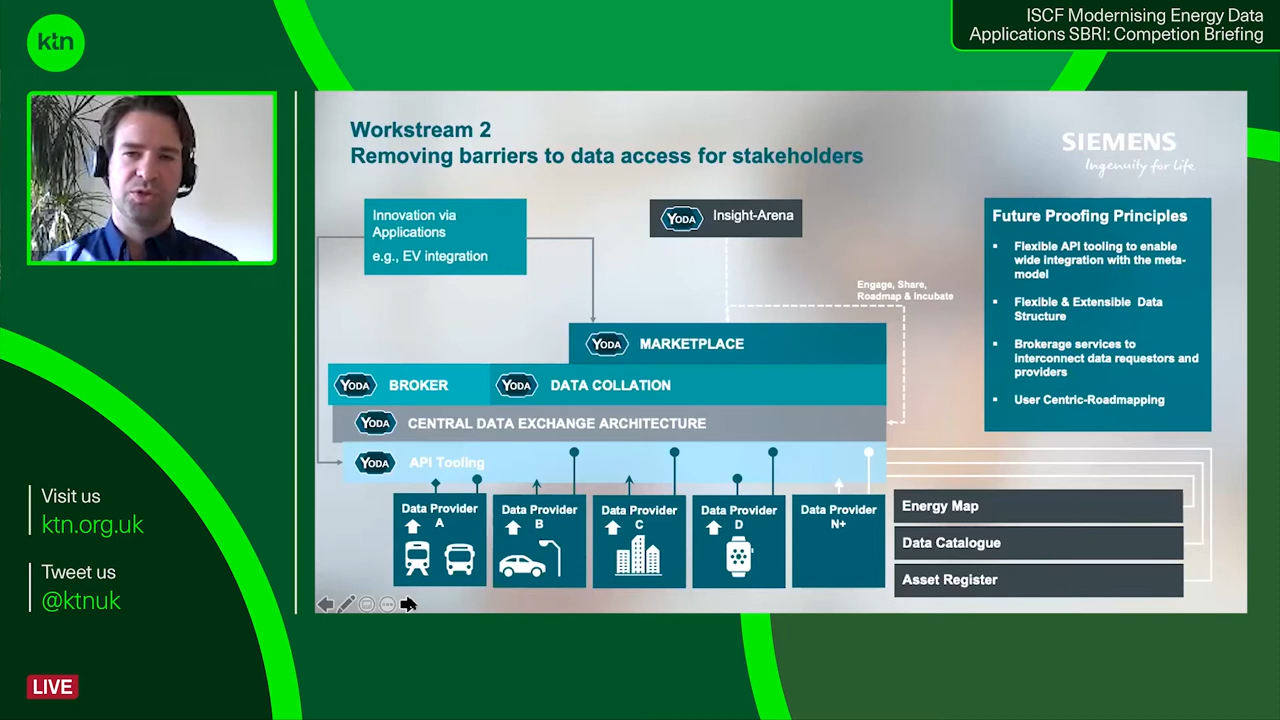 ktn
ISCF Modernising Energy Data
Applications SBRI: Competion Briefing
Workstream 2
Removing barriers to data access for stakeholders
SIEMENS
Ingenuity for life
Innovation via
Applications
e.g., EV integration
YODA Insight-Arena
Engage, Share,
Roadmap & Incubate
Future Proofing Principles
▪ Flexible API tooling to enable
wide integration with the meta-
model
▪ Flexible & Extensible Data
Structure
▪ Brokerage services to
interconnect data requestors and
providers
▪ User Centric-Roadmapping
YODA MARKETPLACE
YODA BROKER
YODA DATA COLLATION
YODA CENTRAL DATA EXCHANGE ARCHITECTURE
YODA API Tooling
Data Provider
A
Data Provider
B
Data Provider
C
Data Provider
D
Data Provider
N+
Energy Map
Data Catalogue
Asset Register
Visit us
ktn.org.uk
Tweet us
@ktnuk
LIVE